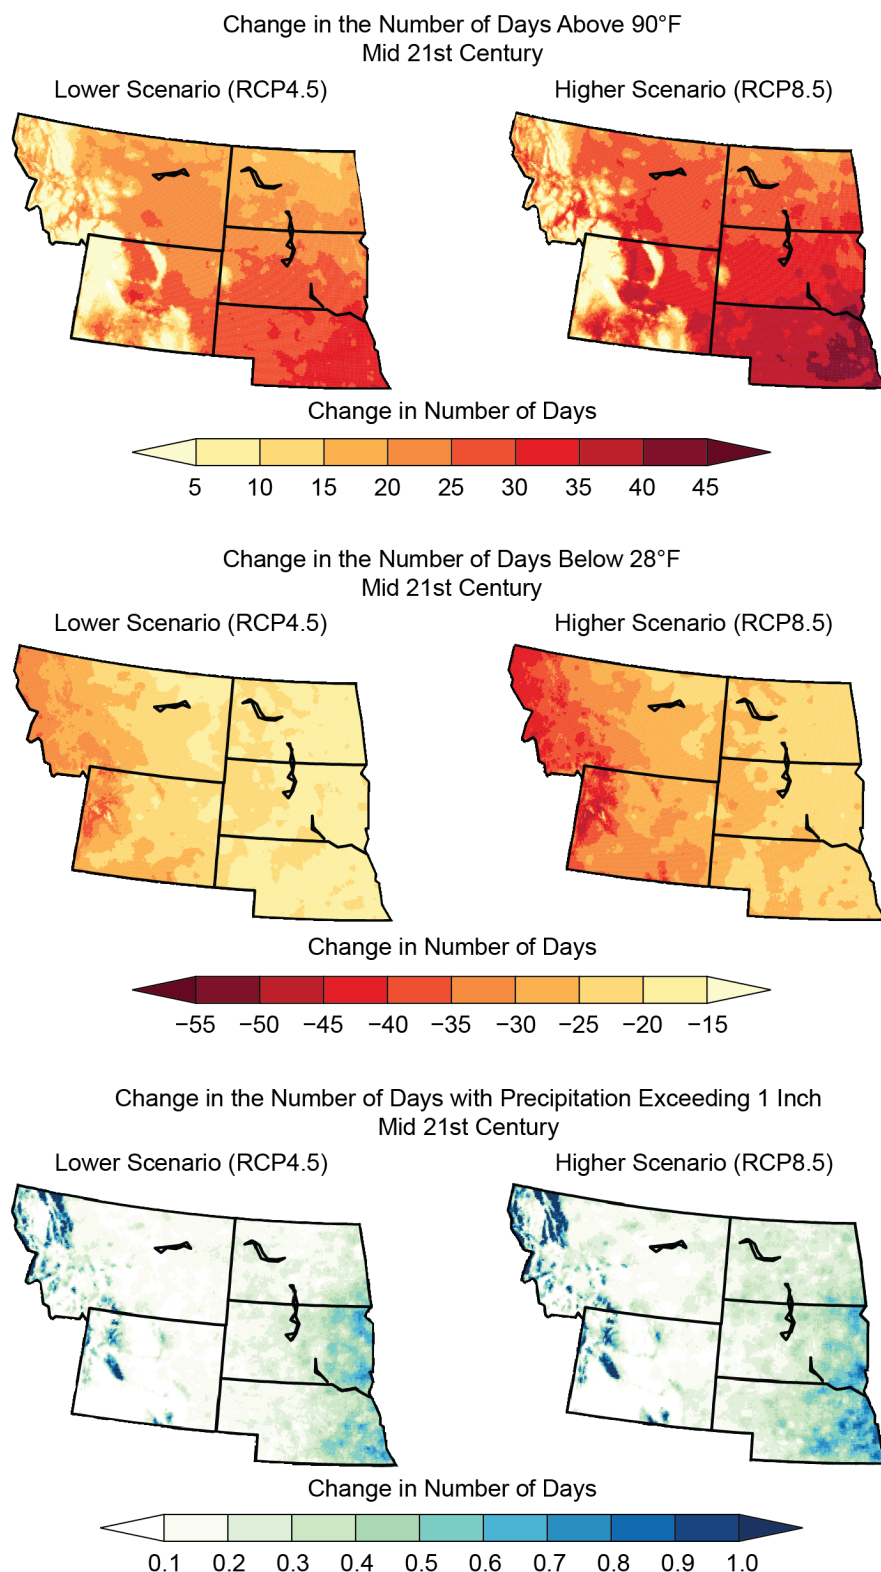 Change in the Number of Days Above 90°F
Mid 21st Century
Lower Scenario (RCP4.5)
Higher Scenario (RCP8.5)
Change in Number of Days
5 10 15 20 25 30 35 40 45
Change in the Number of Days Below 28°F
Mid 21st Century
Lower Scenario (RCP4.5)
Higher Scenario (RCP8.5)
Change in Number of Days
−55 −50 −45 −40 −35 −30 −25 −20 −15
Change in the Number of Days with Precipitation Exceeding 1 Inch
Mid 21st Century
Lower Scenario (RCP4.5)
Higher Scenario (RCP8.5)
Change in Number of Days
0.1 0.2 0.3 0.4 0.5 0.6 0.7 0.8 0.9 1.0